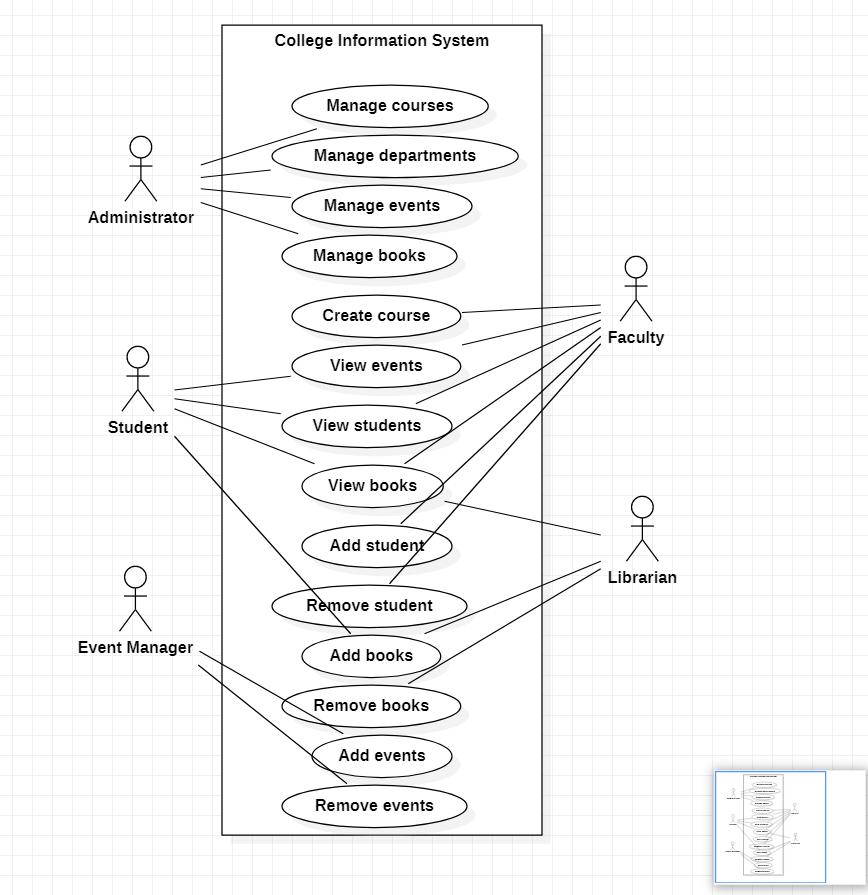 College Information System
Manage courses
Manage departments
Manage events
Administrator
Manage books
Create course
Faculty
View events
Student
View students
View books
Add student
Librarian
Remove student
Event Manager
Add books
Remove books
Add events
Remove events